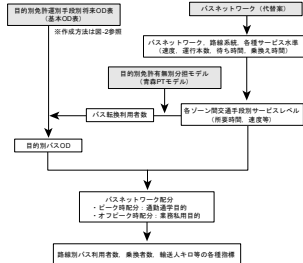 目的別免許還別手段別将来OD表
(基本OD表)
※作成方法は図-2参照
バスネットワーク（代替案）
バスネットワーク、路線系統、各種サービス水準
（速度、運行本数、待ち時間、乗換え時間）
目的別免許有無別分担モデル
（青森PTモデル）
バス転換利用者数
各ゾーン間交通手段別サービスレベル
（所要時間、速度等）
目的別バスOD
バスネットワーク配分
・ピーク時配分：通勤通学目的
・オフピーク時配分：業務私用目的
路線別バス利用者数、乗換者数、輸送人キロ等の各種指標